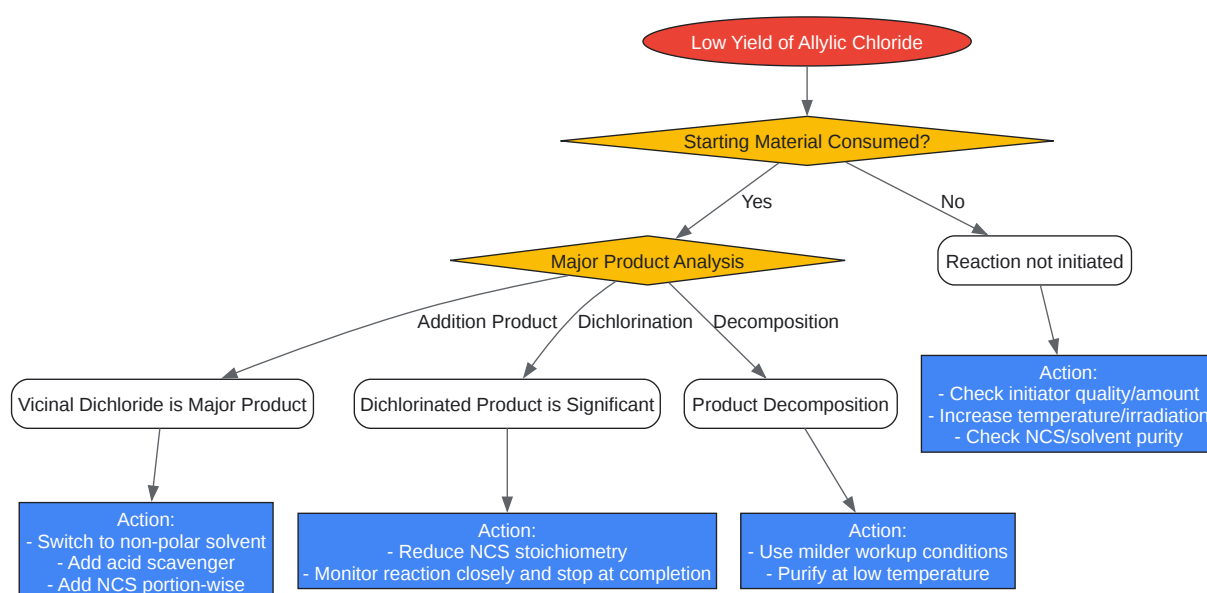 Low Yield of Allylic Chloride
Starting Material Consumed?
Yes
No
Major Product Analysis
Reaction not initiated
Addition Product
Dichlorination
Decomposition
Vicinal Dichloride is Major Product
Dichlorinated Product is Significant
Product Decomposition
Action:
- Check initiator quality/amount
- Increase temperature/irradiation
- Check NCS/solvent purity
Action:
- Switch to non-polar solvent
- Add acid scavenger
- Add NCS portion-wise
Action:
- Reduce NCS stoichiometry
- Monitor reaction closely and stop at completion
Action:
- Use milder workup conditions
- Purify at low temperature